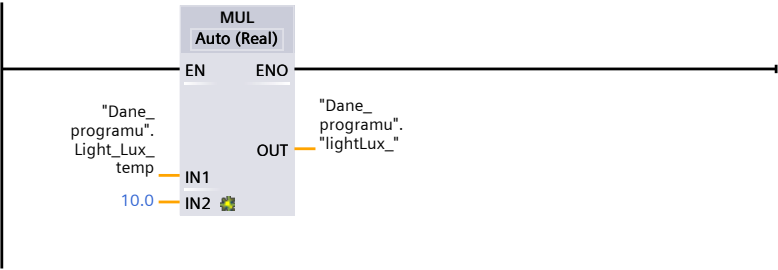 MUL
Auto (Real)
EN ENO
"Dane_
programu".
Light_Lux_
temp
IN1
10.0
IN2
"Dane_
programu".
"lightLux_"
OUT